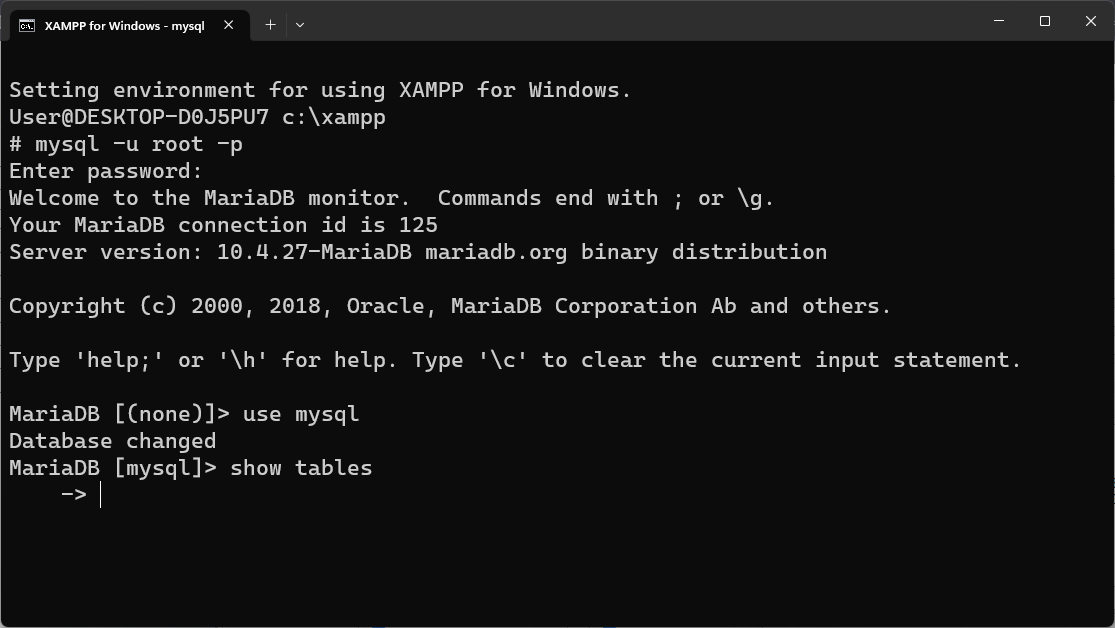 XAMPP for Windows - mysql
Setting environment for using XAMPP for Windows.
User@DESKTOP-D0J5PU7 c:\xampp
# mysql -u root -p
Enter password:
Welcome to the MariaDB monitor.  Commands end with ; or \g.
Your MariaDB connection id is 125
Server version: 10.4.27-MariaDB mariadb.org binary distribution
Copyright (c) 2000, 2018, Oracle, MariaDB Corporation Ab and others.
Type 'help;' or '\h' for help. Type '\c' to clear the current input statement.
MariaDB [(none)]> use mysql
Database changed
MariaDB [mysql]> show tables
    ->